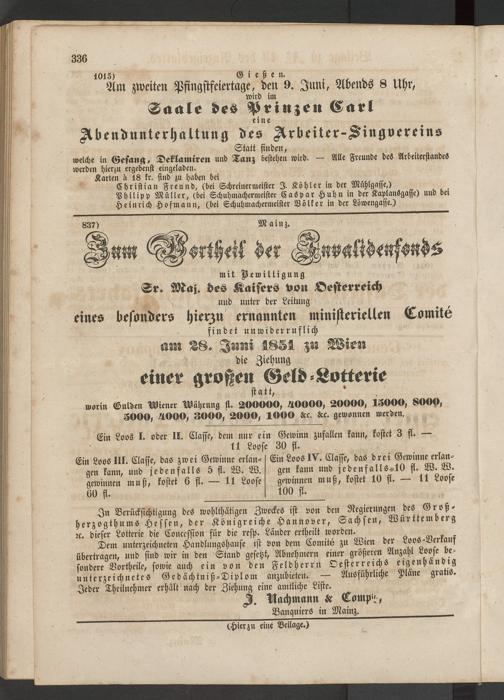 336
1015) Gießen.
Am zweiten Pfingstfeiertage, den 9. Juni, Abends 8 Uhr,
wird im
Saale des Prinzen Carl
eine
Abendunterhaltung des Arbeiter-Singvereins
Statt finden,
welche in Gesang, Deklamiren und Tanz bestehen wird. — Alle Freunde des Arbeiterstandes
werden hierzu ergebenst eingeladen.
Karten à 18 kr. sind zu haben bei
Christian Freund, (bei Schreinermeister J. Köhler in der Mühlgasse,)
Philipp Müller, (bei Schuhmachermeister Caspar Huhn in der Kaplansgasse) und bei
Heinrich Hofmann, (bei Schuhmachermeister Völker in der Löwengasse.)
837) Mainz.
Zum Vortheil der Invalidenfonds
mit Bewilligung
Sr. Maj. des Kaisers von Oesterreich
und unter der Leitung
eines besonders hierzu ernannten ministeriellen Comité
findet unwiderruflich
am 28. Juni 1851 zu Wien
die Ziehung
einer großen Geld-Lotterie
statt,
worin Gulden Wiener Währung fl. 200000, 40000, 20000, 15000, 8000,
5000, 4000, 3000, 2000, 1000 &c. &c. gewonnen werden.
Ein Loos I. oder II. Classe, dem nur ein Gewinn zufallen kann, kostet 3 fl. —
11 Loose 30 fl.
Ein Loos III. Classe, das zwei Gewinne erlan-
gen kann, und jedenfalls 5 fl. W. W.
gewinnen muß, kostet 6 fl. — 11 Loose
60 fl.
Ein Loos IV. Classe, das drei Gewinne erlan-
gen kann und jedenfalls 10 fl. W. W.
gewinnen muß, kostet 10 fl. — 11 Loose
100 fl.
In Berücksichtigung des wohlthätigen Zweckes ist von den Regierungen des Groß-
herzogthums Hessen, der Königreiche Hannover, Sachsen, Württemberg
&c. dieser Lotterie die Concession für die resp. Länder ertheilt worden.
Dem unterzeichneten Handlungshause ist von dem Comité zu Wien der Loos-Verkauf
übertragen, und sind wir in den Stand gesetzt, Abnehmern einer größeren Anzahl Loose be-
sondere Vortheile, sowie auch ein von den Feldherrn Oesterreichs eigenhändig
unterzeichnetes Gedächtniß-Diplom anzubieten. — Ausführliche Pläne gratis.
Jeder Theilnehmer erhält nach der Ziehung eine amtliche Liste.
J. Nachmann & Compie.,
Banquiers in Mainz.
(Hierzu eine Beilage.)